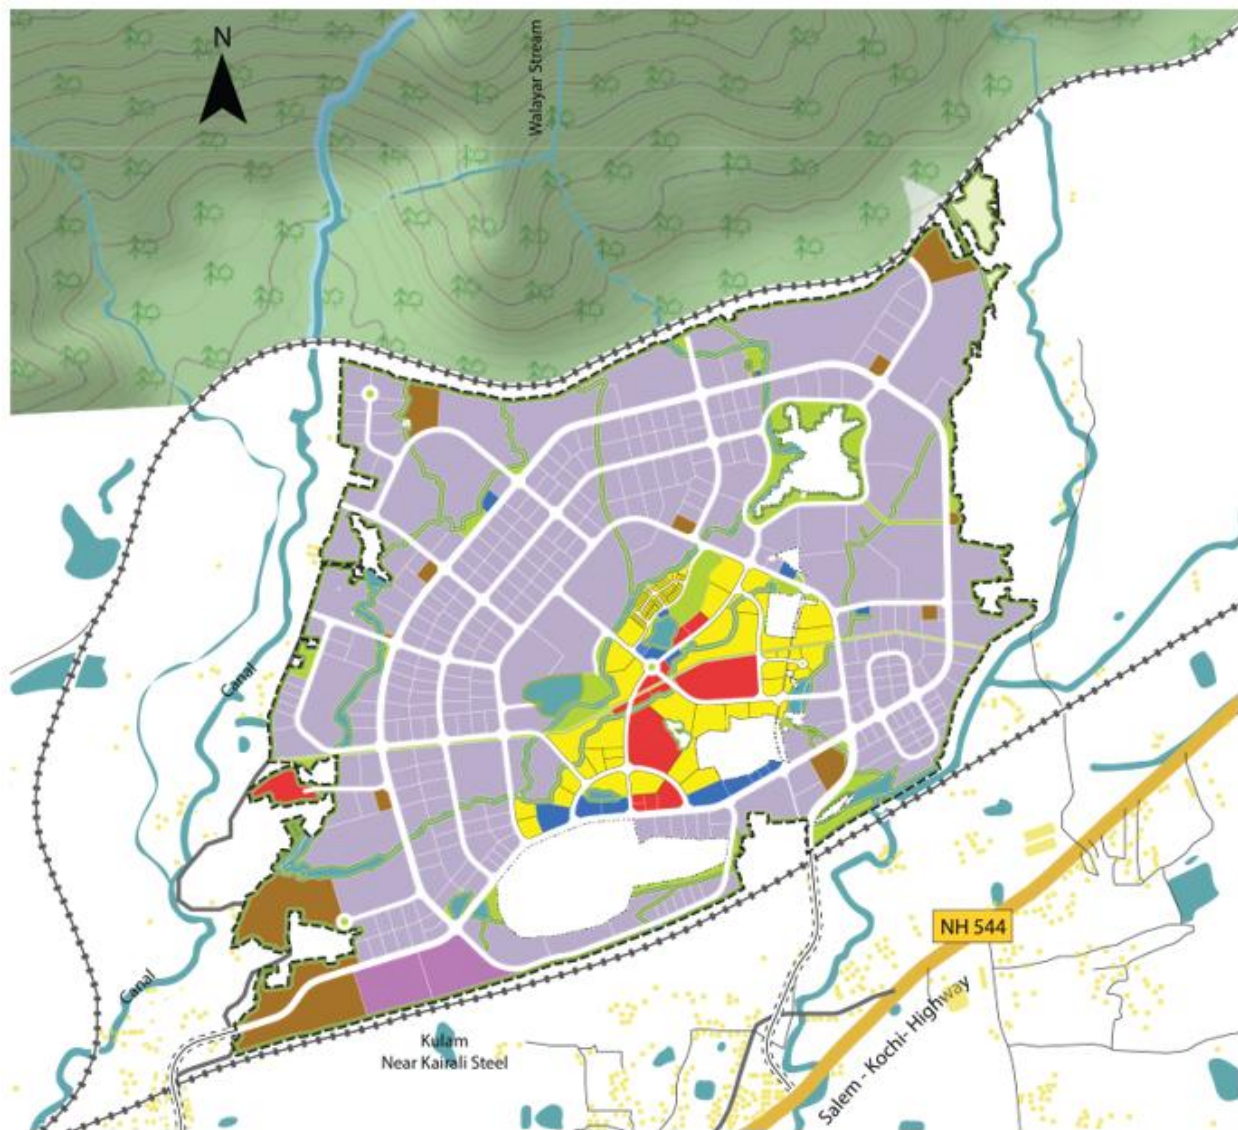 N
Walayar Stream
Canal
NH 544
Canal
Salem - Kochi- Highway
Kulam
Near Kairali Steel